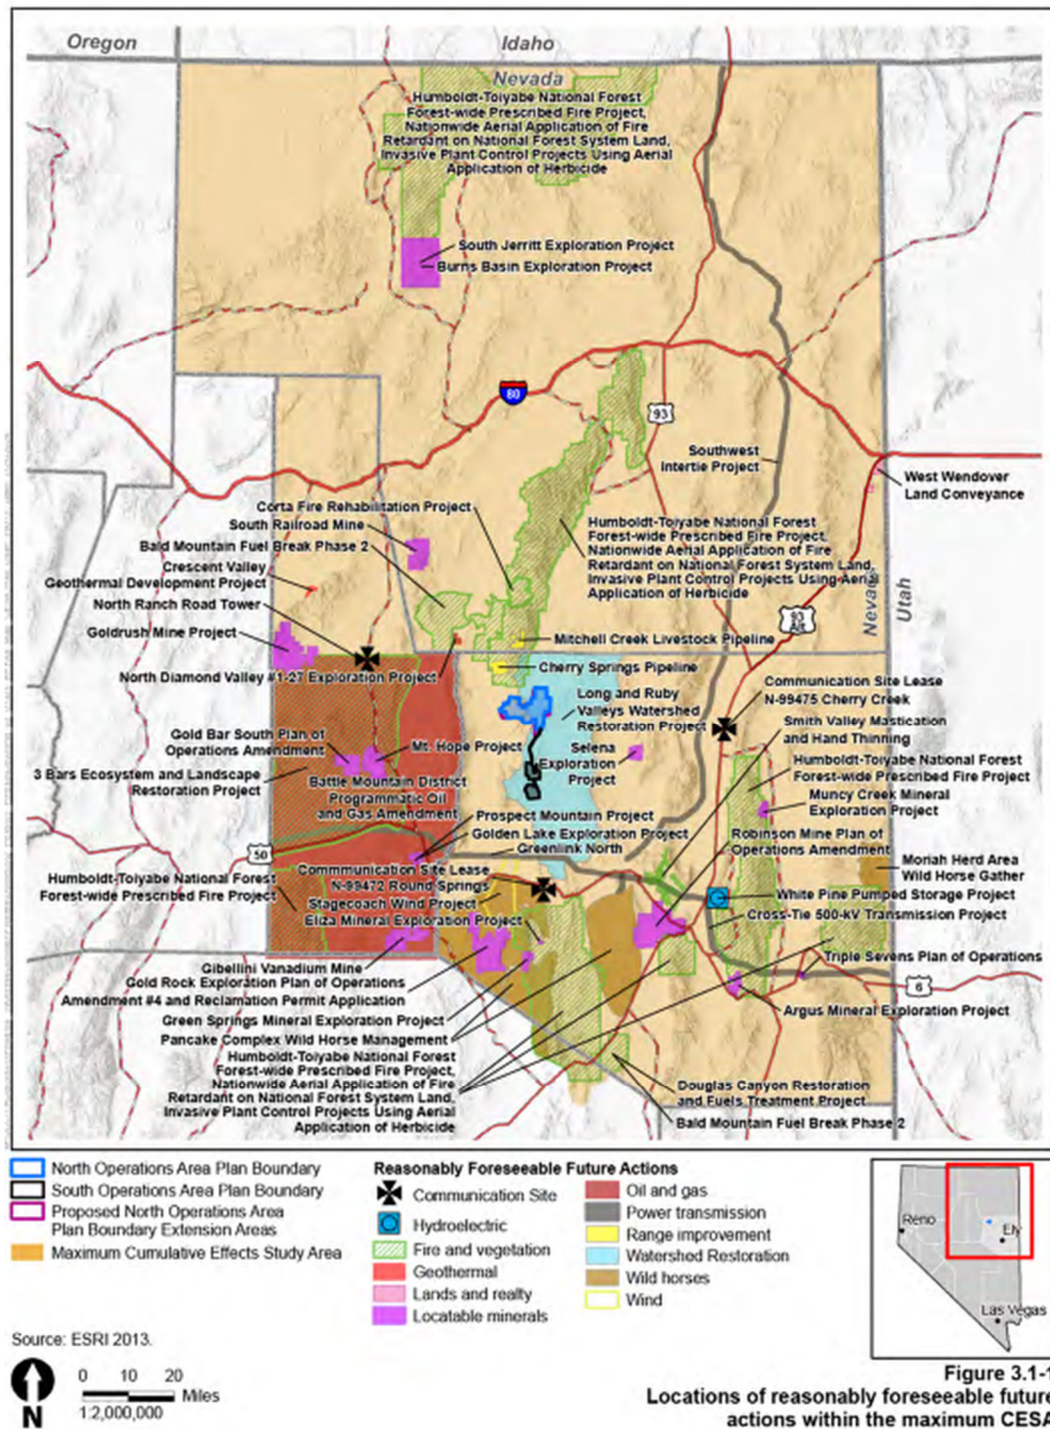 Oregon
Idaho
Nevada
Humboldt-Toiyabe National Forest
Forest-wide Prescribed Fire Project,
Nationwide Aerial Application of Fire
Retardant on National Forest System Land,
Invasive Plant Control Projects Using Aerial
Application of Herbicide
South Jerritt Exploration Project
Burns Basin Exploration Project
80
93
Southwest
Intertie Project
West Wendover
Land Conveyance
Corta Fire Rehabilitation Project
South Railroad Mine
Bald Mountain Fuel Break Phase 2
Crescent Valley
Geothermal Development Project
North Ranch Road Tower
Goldrush Mine Project
Humboldt-Toiyabe National Forest
Forest-wide Prescribed Fire Project,
Nationwide Aerial Application of Fire
Retardant on National Forest System Land,
Invasive Plant Control Projects Using Aerial
Application of Herbicide
Nevada
Utah
93
Mitchell Creek Livestock Pipeline
Cherry Springs Pipeline
North Diamond Valley #1-27 Exploration Project
Long and Ruby
Valleys Watershed
Restoration Project
Communication Site Lease
N-99475 Cherry Creek
Smith Valley Mastication
and Hand Thinning
Gold Bar South Plan of
Operations Amendment
Mt. Hope Project
Selena
Exploration
Project
Humboldt-Toiyabe National Forest
Forest-wide Prescribed Fire Project
3 Bars Ecosystem and Landscape
Restoration Project
Battle Mountain District
Programmatic Oil
and Gas Amendment
Muncy Creek Mineral
Exploration Project
Prospect Mountain Project
Golden Lake Exploration Project
Greenlink North
Robinson Mine Plan of
Operations Amendment
50
Moriah Herd Area
Wild Horse Gather
Humboldt-Toiyabe National Forest
Forest-wide Prescribed Fire Project
Commmunication Site Lease
N-99472 Round Springs
Stagecoach Wind Project
Eliza Mineral Exploration Project
White Pine Pumped Storage Project
Cross-Tie 500-kV Transmission Project
Triple Sevens Plan of Operations
6
Argus Mineral Exploration Project
Gibellini Vanadium Mine
Gold Rock Exploration Plan of Operations
Amendment #4 and Reclamation Permit Application
Green Springs Mineral Exploration Project
Pancake Complex Wild Horse Management
Humboldt-Toiyabe National Forest
Forest-wide Prescribed Fire Project,
Nationwide Aerial Application of Fire
Retardant on National Forest System Land,
Invasive Plant Control Projects Using Aerial
Application of Herbicide
Douglas Canyon Restoration
and Fuels Treatment Project
Bald Mountain Fuel Break Phase 2
North Operations Area Plan Boundary
South Operations Area Plan Boundary
Proposed North Operations Area
Plan Boundary Extension Areas
Maximum Cumulative Effects Study Area
Reasonably Foreseeable Future Actions
Communication Site
Hydroelectric
Fire and vegetation
Geothermal
Lands and realty
Locatable minerals
Oil and gas
Power transmission
Range improvement
Watershed Restoration
Wild horses
Wind
Reno
Ely
Las Vegas
Source: ESRI 2013.
N
0 10 20
Miles
1:2,000,000
Figure 3.1-1
Locations of reasonably foreseeable future
actions within the maximum CESA